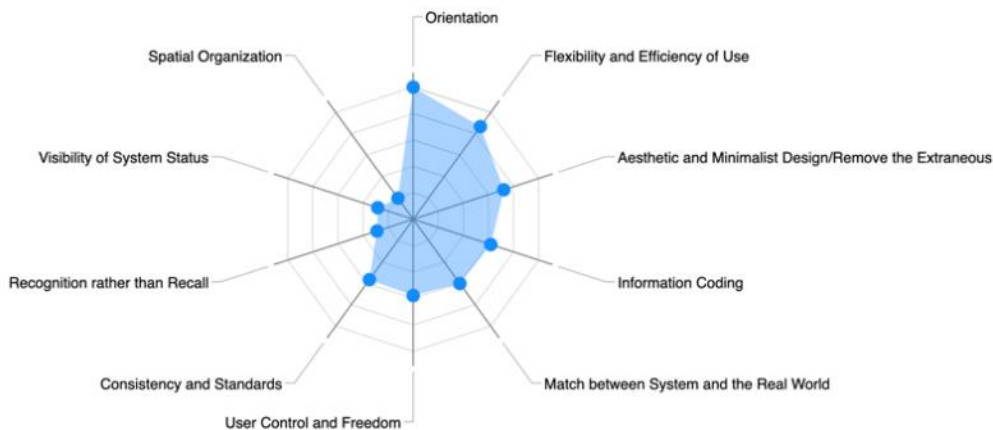 Orientation
Spatial Organization
Flexibility and Efficiency of Use
Visibility of System Status
Aesthetic and Minimalist Design/Remove the Extraneous
Recognition rather than Recall
Information Coding
Consistency and Standards
Match between System and the Real World
User Control and Freedom